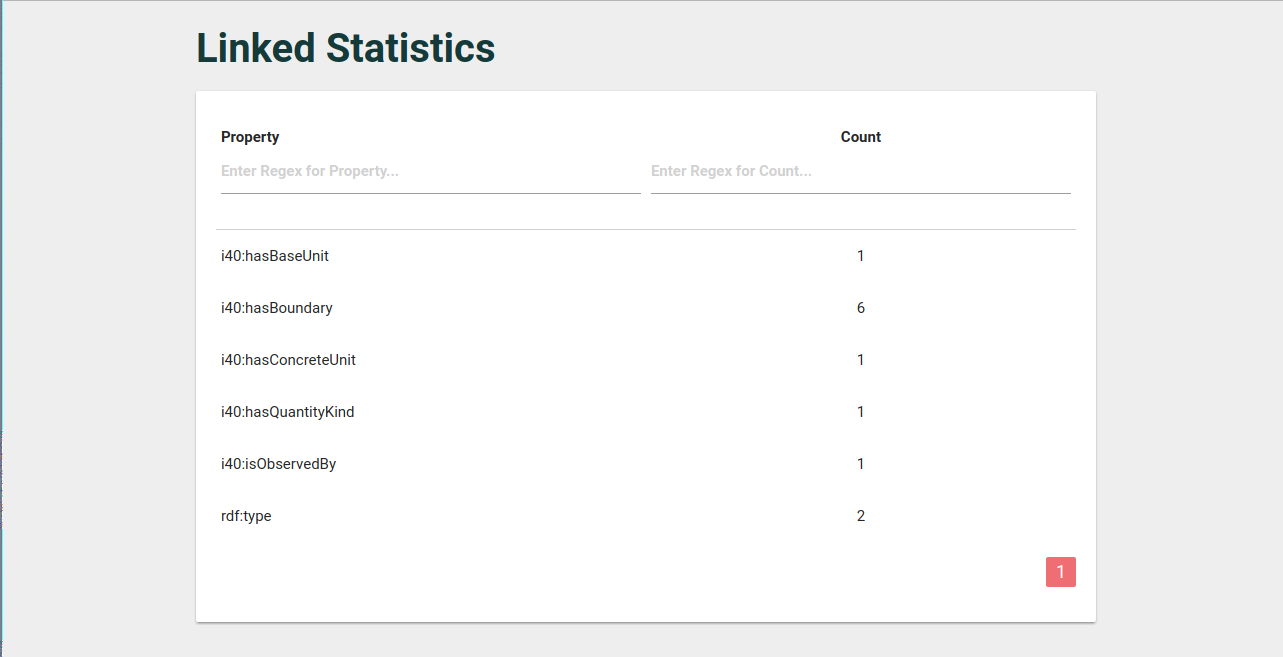 Linked Statistics
Property Count
Enter Regex for Property... Enter Regex for Count...
i40:hasBaseUnit 1
i40:hasBoundary 6
i40:hasConcreteUnit 1
i40:hasQuantityKind 1
i40:isObservedBy 1
rdf:type 2
1